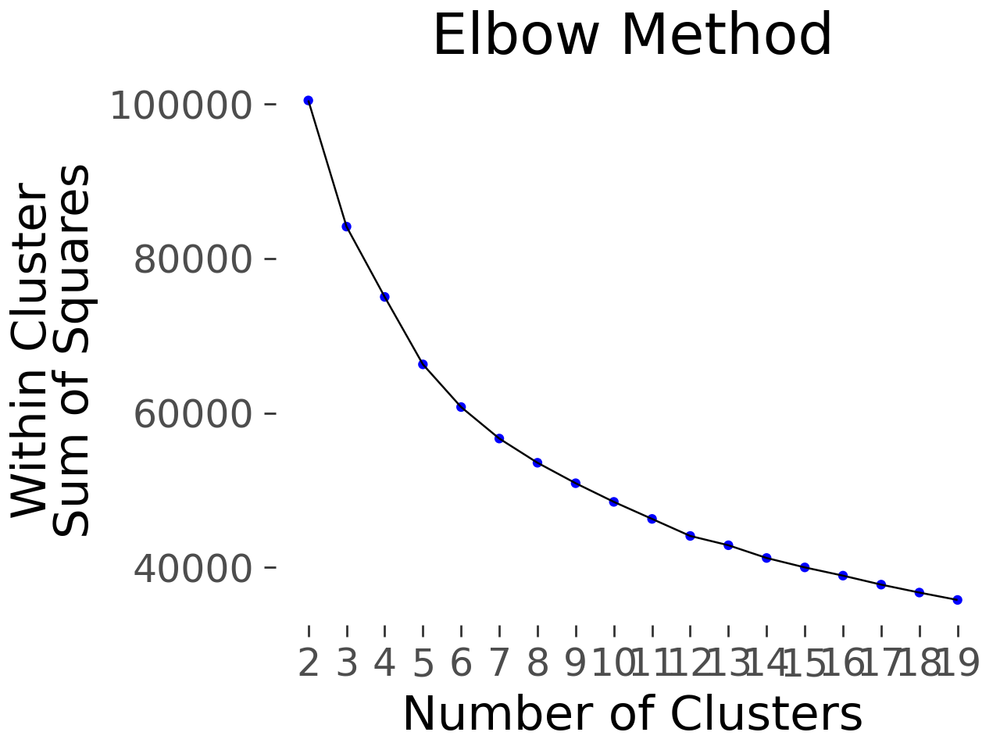 Elbow Method
Within Cluster
Sum of Squares
100000
80000
60000
40000
2 3 4 5 6 7 8 9 10 11 12 13 14 15 16 17 18 19
Number of Clusters